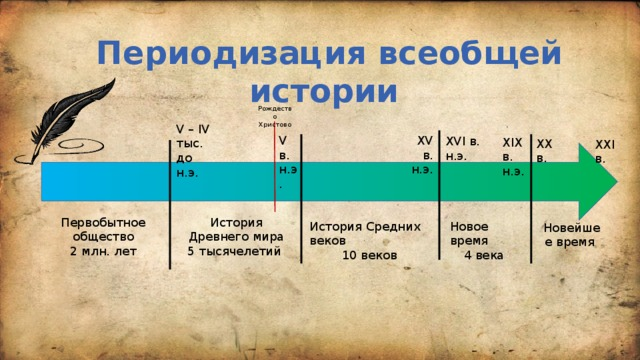 Периодизация всеобщей
истории
Рождеств
о
Христово
V – IV
тыс.
до
н.э.
V
в.
н.э
.
XV
в.
н.э.
XVI в.
н.э.
XIX
в.
н.э.
XX
в.
XXI
в.
Первобытное
общество
2 млн. лет
История
Древнего мира
5 тысячелетий
История Средних
веков
10 веков
Новое
время
4 века
Новейше
е время